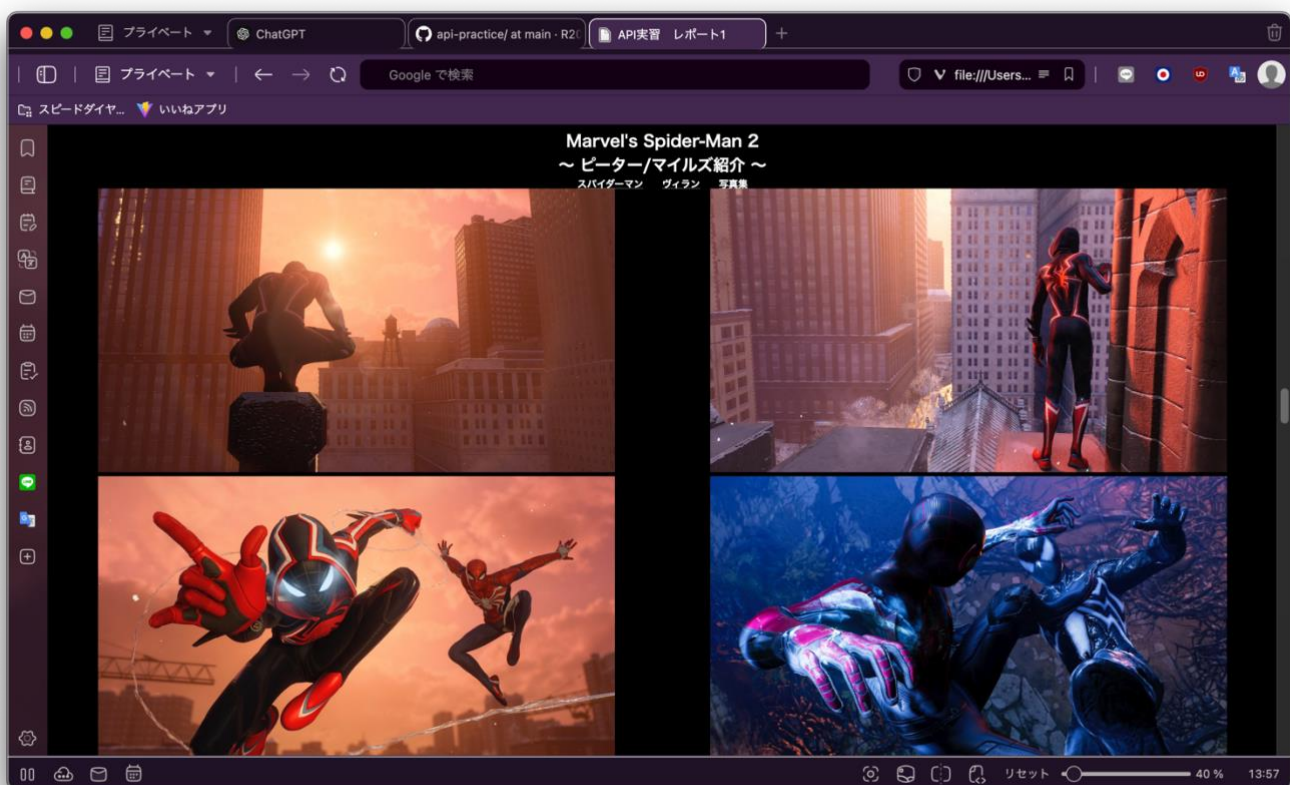 プライベート ChatGPT api-practice/ at main · R2 API実習　レポート1
プライベート Google で検索 file:///Users...
スピードダイヤ... いいねアプリ
Marvel's Spider-Man 2
〜 ピーター/マイルズ紹介 〜
スパイダーマン ヴィラン 写真集
リセット 40 % 13:57